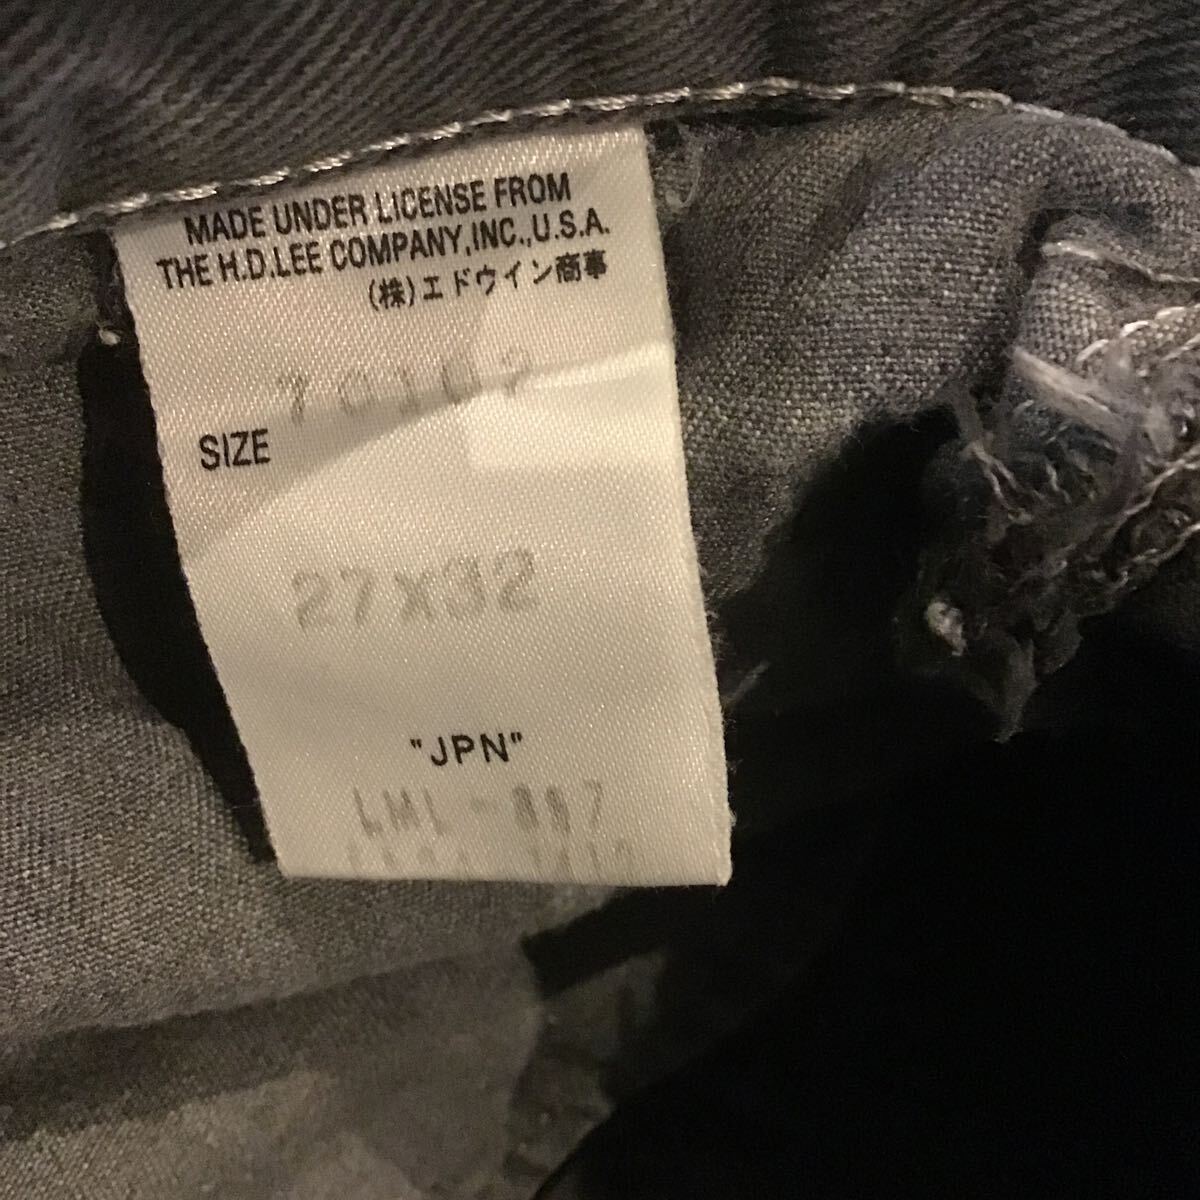 MADE UNDER LICENSE FROM
THE H.D.LEE COMPANY,INC.,U.S.A.
(株)エドウイン商事
SIZE
27X32
"JPN"